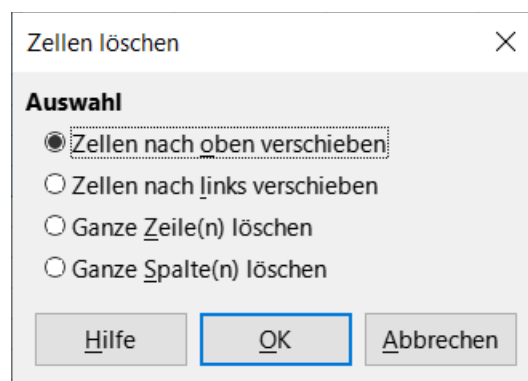 Zellen löschen
Auswahl
Zellen nach oben verschieben
Zellen nach links verschieben
Ganze Zeile(n) löschen
Ganze Spalte(n) löschen
Hilfe OK Abbrechen